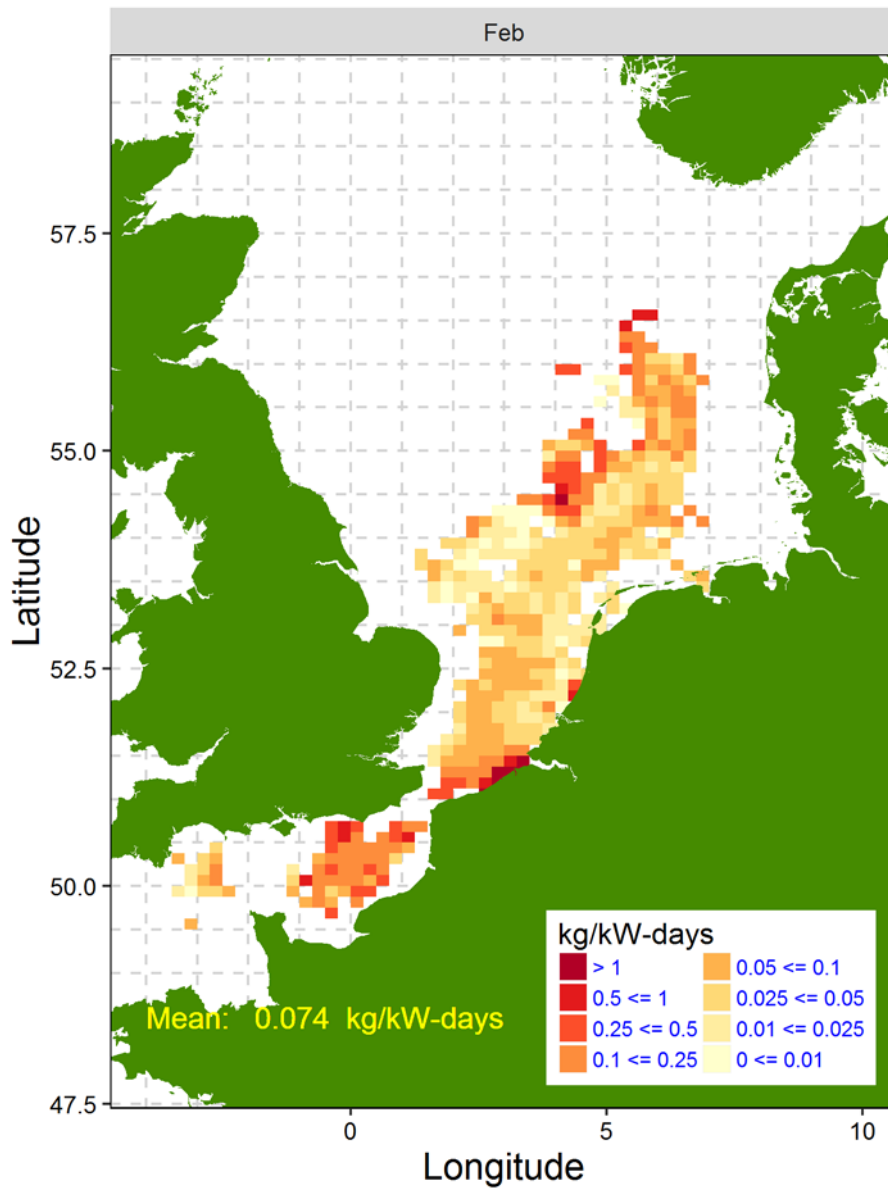 Feb
57.5
55.0
52.5
50.0
47.5
Latitude
kg/kW-days
> 1
0.5 <= 1
0.25 <= 0.5
0.1 <= 0.25
0.05 <= 0.1
0.025 <= 0.05
0.01 <= 0.025
0 <= 0.01
Mean: 0.074 kg/kW-days
0
5
10
Longitude